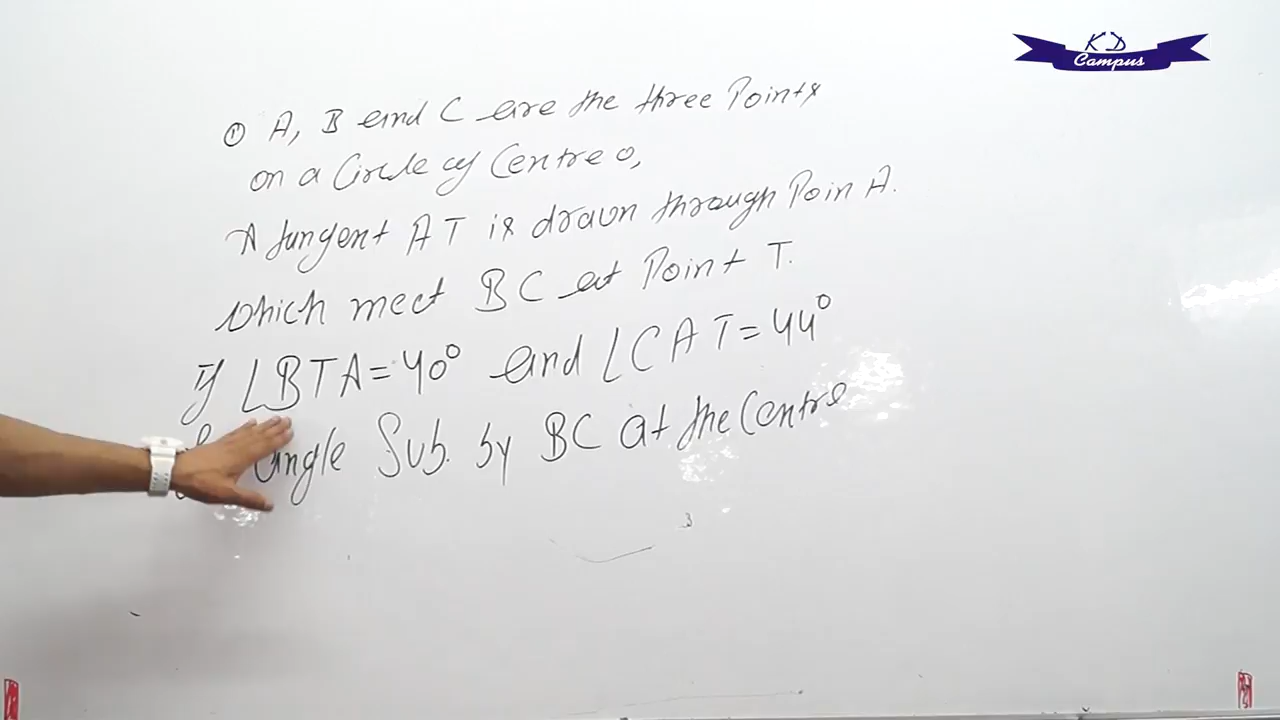 K D
Campus
① A, B and C are the three Points
on a Circle of Centre O,
A tangent AT is drawn through Poin A.
which meet BC at Point T.
If ∠BTA = 40° and ∠CAT = 44°
angle Sub. by BC at the Centre